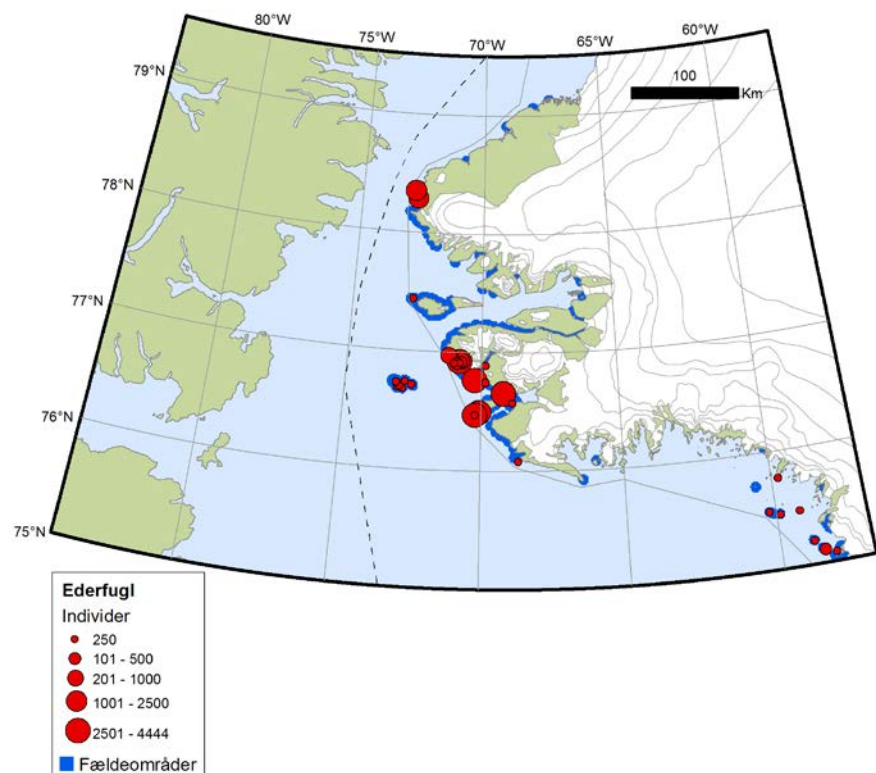 80°W
75°W
70°W
65°W
60°W
79°N
78°N
77°N
76°N
75°N
100
Km
Ederfugl
Individer
250
101 - 500
201 - 1000
1001 - 2500
2501 - 4444
Fældeområder